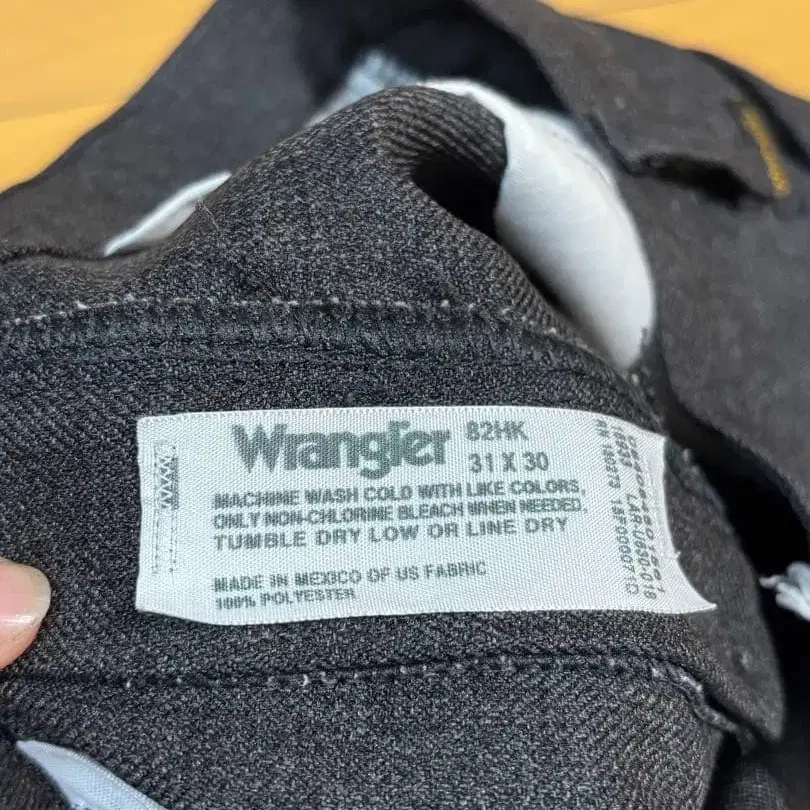 Wrangler 82HK
31 X 30
MACHINE WASH COLD WITH LIKE COLORS,
ONLY NON-CHLORINE BLEACH WHEN NEEDED,
TUMBLE DRY LOW OR LINE DRY
MADE IN MEXICO OF US FABRIC
100% POLYESTER